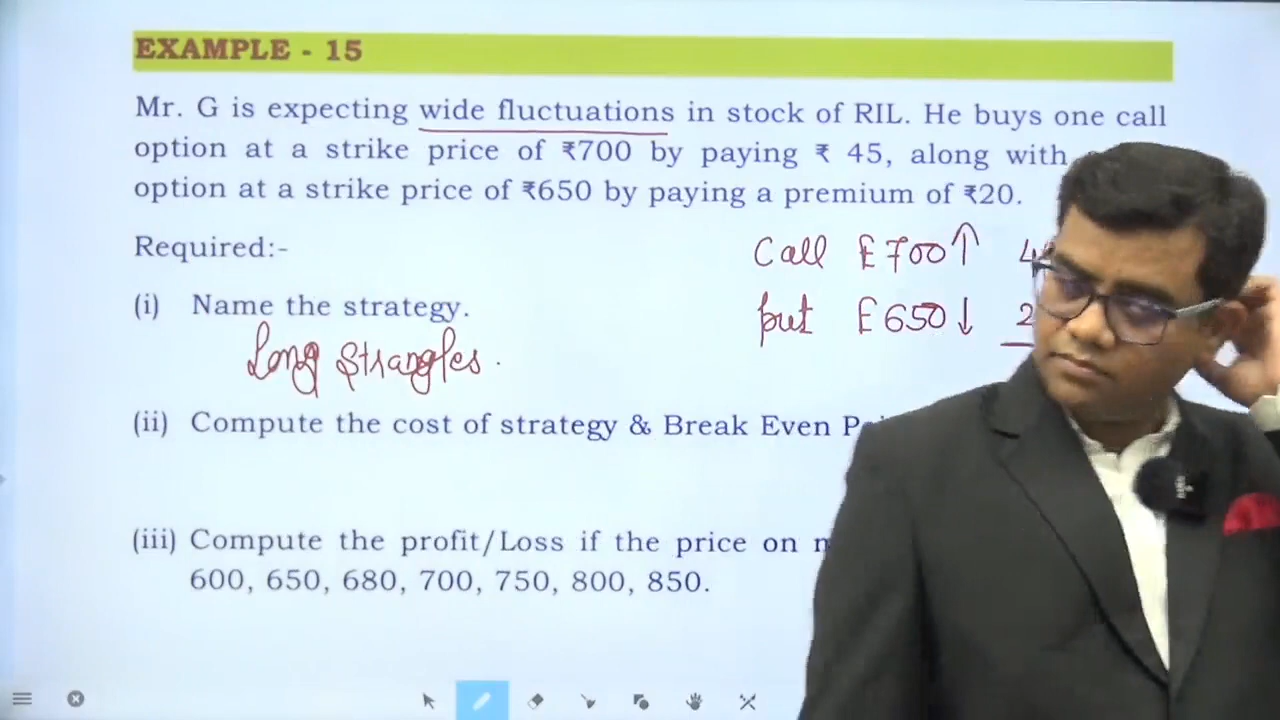 EXAMPLE - 15
Mr. G is expecting wide fluctuations in stock of RIL. He buys one call
option at a strike price of ₹700 by paying ₹ 45, along with
option at a strike price of ₹650 by paying a premium of ₹20.
Required:-
Call £700↑
(i) Name the strategy.
put £650↓ 2
Long Strangles.
(ii) Compute the cost of strategy & Break Even
(iii) Compute the profit/Loss if the price on
600, 650, 680, 700, 750, 800, 850.